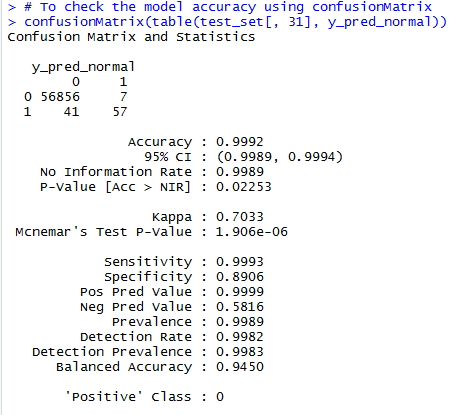 > # To check the model accuracy using confusionMatrix
> confusionMatrix(table(test_set[, 31], y_pred_normal))
Confusion Matrix and Statistics
y_pred_normal
0 1
0 56856 7
1 41 57
Accuracy : 0.9992
95% CI : (0.9989, 0.9994)
No Information Rate : 0.9989
P-Value [Acc > NIR] : 0.02253
Kappa : 0.7033
Mcnemar's Test P-Value : 1.906e-06
Sensitivity : 0.9993
Specificity : 0.8906
Pos Pred Value : 0.9999
Neg Pred Value : 0.5816
Prevalence : 0.9989
Detection Rate : 0.9982
Detection Prevalence : 0.9983
Balanced Accuracy : 0.9450
'Positive' Class : 0